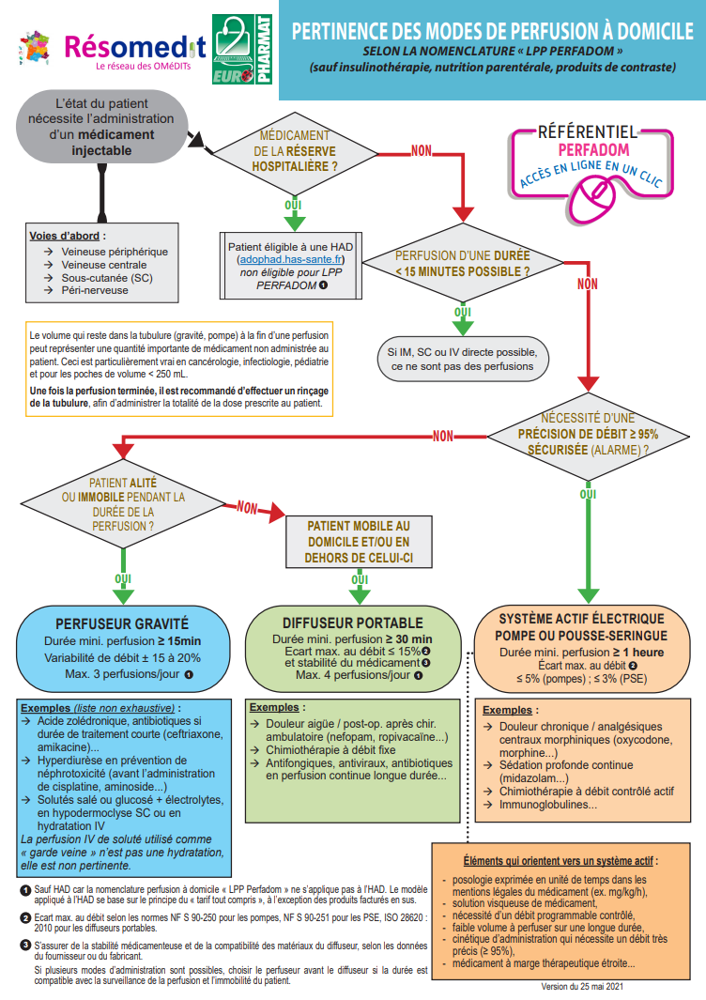 Résomedit
Le réseau des OMéDITs
EURO
PHARMAT
PERTINENCE DES MODES DE PERFUSION À DOMICILE
SELON LA NOMENCLATURE « LPP PERFADOM »
(sauf insulinothérapie, nutrition parentérale, produits de contraste)
L’état du patient
nécessite l’administration
d’un médicament
injectable
MÉDICAMENT
DE LA RÉSERVE
HOSPITALIÈRE ?
NON
OUI
RÉFÉRENTIEL
PERFADOM
ACCÈS EN LIGNE EN UN CLIC
Voies d’abord :
→ Veineuse périphérique
→ Veineuse centrale
→ Sous-cutanée (SC)
→ Péri-nerveuse
Patient éligible à une HAD
(adophad.has-sante.fr)
non éligible pour LPP
PERFADOM 1
PERFUSION D’UNE DURÉE
< 15 MINUTES POSSIBLE ?
NON
OUI
Si IM, SC ou IV directe possible,
ce ne sont pas des perfusions
Le volume qui reste dans la tubulure (gravité, pompe) à la fin d’une perfusion
peut représenter une quantité importante de médicament non administrée au
patient. Ceci est particulièrement vrai en cancérologie, infectiologie, pédiatrie
et pour les poches de volume < 250 mL.
Une fois la perfusion terminée, il est recommandé d’effectuer un rinçage
de la tubulure, afin d’administrer la totalité de la dose prescrite au patient.
NÉCESSITÉ D’UNE
PRÉCISION DE DÉBIT ≥ 95%
SÉCURISÉE (ALARME) ?
NON
OUI
PATIENT ALITÉ
OU IMMOBILE PENDANT LA
DURÉE DE LA
PERFUSION ?
NON
OUI
PATIENT MOBILE AU
DOMICILE ET/OU EN
DEHORS DE CELUI-CI
OUI
PERFUSEUR GRAVITÉ
Durée mini. perfusion ≥ 15min
Variabilité de débit ± 15 à 20%
Max. 3 perfusions/jour 1
DIFFUSEUR PORTABLE
Durée mini. perfusion ≥ 30 min
Ecart max. au débit ≤ 15% 2
et stabilité du médicament 3
Max. 4 perfusions/jour 1
SYSTÈME ACTIF ÉLECTRIQUE
POMPE OU POUSSE-SERINGUE
Durée mini. perfusion ≥ 1 heure
Écart max. au débit 2
≤ 5% (pompes) ; ≤ 3% (PSE)
Exemples (liste non exhaustive) :
→ Acide zolédronique, antibiotiques si
durée de traitement courte (ceftriaxone,
amikacine)...
→ Hyperdiurèse en prévention de
néphrotoxicité (avant l’administration
de cisplatine, aminoside...)
→ Solutés salé ou glucosé + électrolytes,
en hypodermoclyse SC ou en
hydratation IV
La perfusion IV de soluté utilisé comme
« garde veine » n’est pas une hydratation,
elle est non pertinente.
Exemples :
→ Douleur aigüe / post-op. après chir.
ambulatoire (nefopam, ropivacaïne...)
→ Chimiothérapie à débit fixe
→ Antifongiques, antiviraux, antibiotiques
en perfusion continue longue durée...
Exemples :
→ Douleur chronique / analgésiques
centraux morphiniques (oxycodone,
morphine...)
→ Sédation profonde continue
(midazolam...)
→ Chimiothérapie à débit contrôlé actif
→ Immunoglobulines...
Éléments qui orientent vers un système actif :
- posologie exprimée en unité de temps dans les
mentions légales du médicament (ex. mg/kg/h),
- solution visqueuse de médicament,
- nécessité d’un débit programmable contrôlé,
- faible volume à perfuser sur une longue durée,
- cinétique d’administration qui nécessite un débit très
précis (≥ 95%),
- médicament à marge thérapeutique étroite...
1 Sauf HAD car la nomenclature perfusion à domicile « LPP Perfadom » ne s’applique pas à l’HAD. Le modèle
appliqué à l’HAD se base sur le principe du « tarif tout compris », à l’exception des produits facturés en sus.
2 Ecart max. au débit selon les normes NF S 90-250 pour les pompes, NF S 90-251 pour les PSE, ISO 28620 :
2010 pour les diffuseurs portables.
3 S’assurer de la stabilité médicamenteuse et de la compatibilité des matériaux du diffuseur, selon les données
du fournisseur ou du fabricant.
Si plusieurs modes d’administration sont possibles, choisir le perfuseur avant le diffuseur si la durée est
compatible avec la surveillance de la perfusion et l’immobilité du patient.
Version du 25 mai 2021